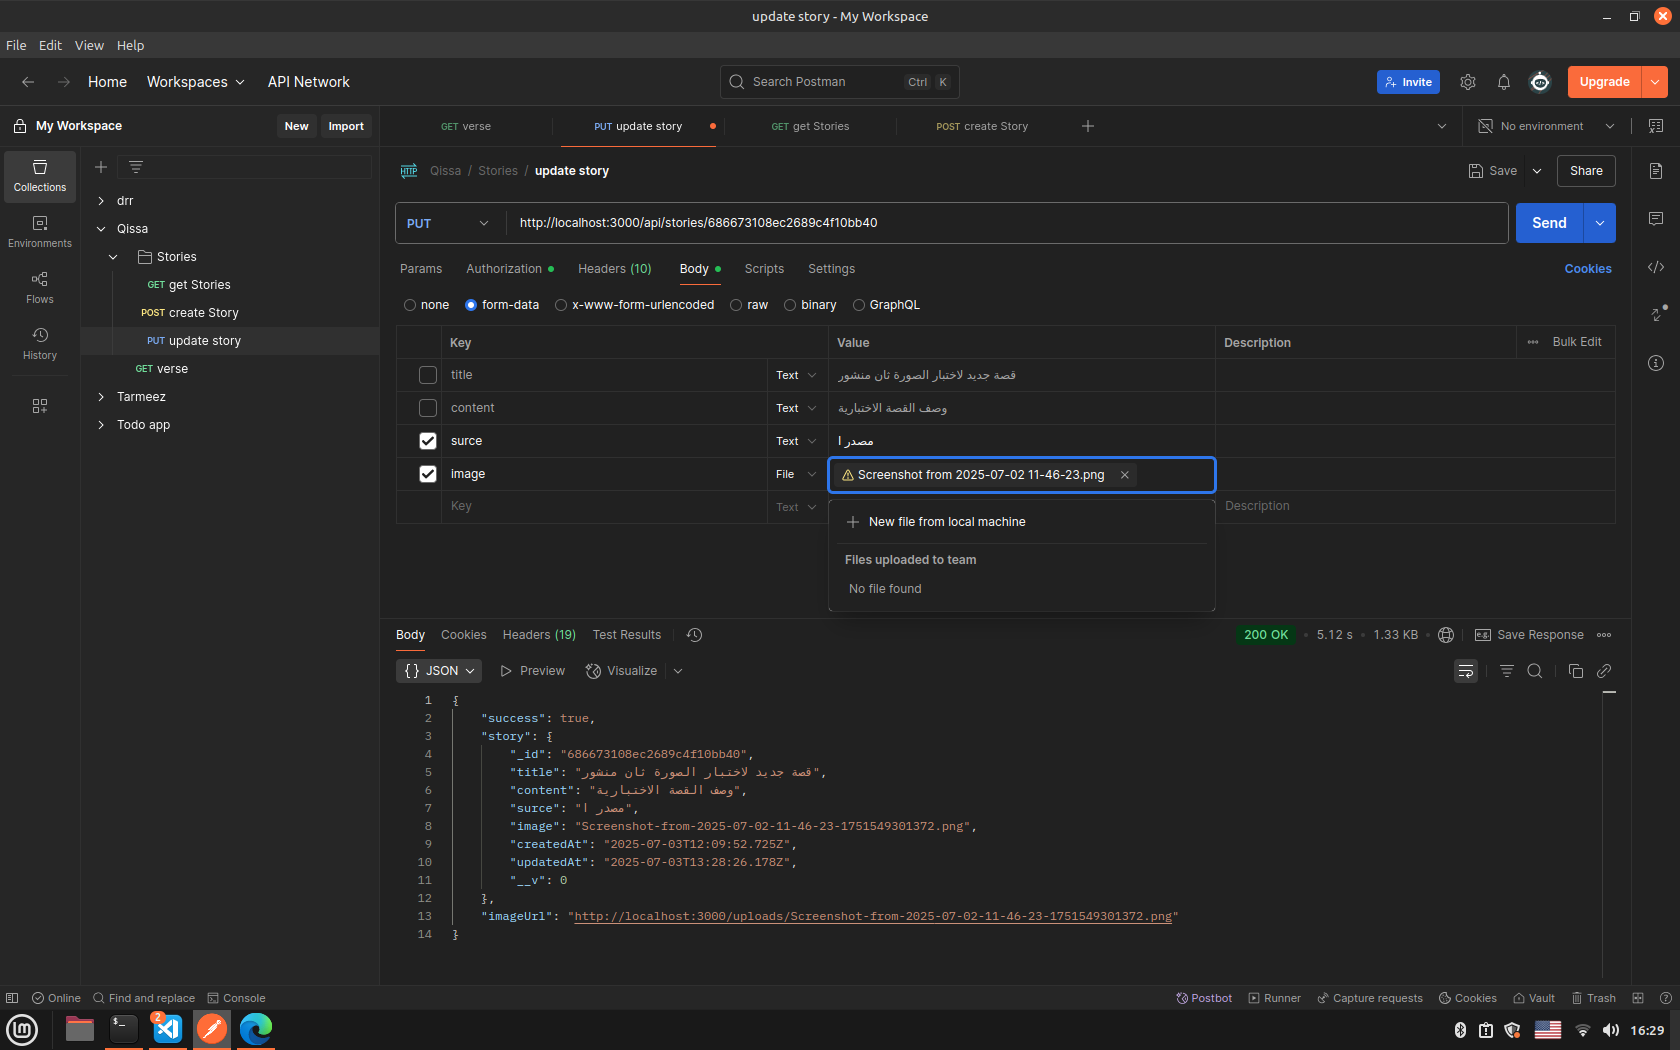 update story - My Workspace
File Edit View Help
Home Workspaces API Network
Search Postman Ctrl K
Invite
Upgrade
My Workspace
New Import
GET verse
PUT update story
GET get Stories
POST create Story
No environment
Collections
Environments
Flows
History
drr
Qissa
Stories
GET get Stories
POST create Story
PUT update story
GET verse
Tarmeez
Todo app
HTTP Qissa / Stories / update story
Save
Share
PUT http://localhost:3000/api/stories/686673108ec2689c4f10bb40
Send
Params Authorization Headers (10) Body Scripts Settings
Cookies
none form-data x-www-form-urlencoded raw binary GraphQL
Key Value Description Bulk Edit
title Text قصة جديد لاختبار الصورة ثان منشور
content Text وصف القصة الاختبارية
surce Text مصدر ا
image File Screenshot from 2025-07-02 11-46-23.png
Key Text Description
New file from local machine
Files uploaded to team
No file found
Body Cookies Headers (19) Test Results
200 OK 5.12 s 1.33 KB Save Response
{} JSON Preview Visualize
1 {
2 "success": true,
3 "story": {
4 "_id": "686673108ec2689c4f10bb40",
5 "title": "قصة جديد لاختبار الصورة ثان منشور",
6 "content": "وصف القصة الاختبارية",
7 "surce": "مصدر ا",
8 "image": "Screenshot-from-2025-07-02-11-46-23-1751549301372.png",
9 "createdAt": "2025-07-03T12:09:52.725Z",
10 "updatedAt": "2025-07-03T13:28:26.178Z",
11 "__v": 0
12 },
13 "imageUrl": "http://localhost:3000/uploads/Screenshot-from-2025-07-02-11-46-23-1751549301372.png"
14 }
Online Find and replace Console
Postbot Runner Capture requests Cookies Vault Trash
2
16:29